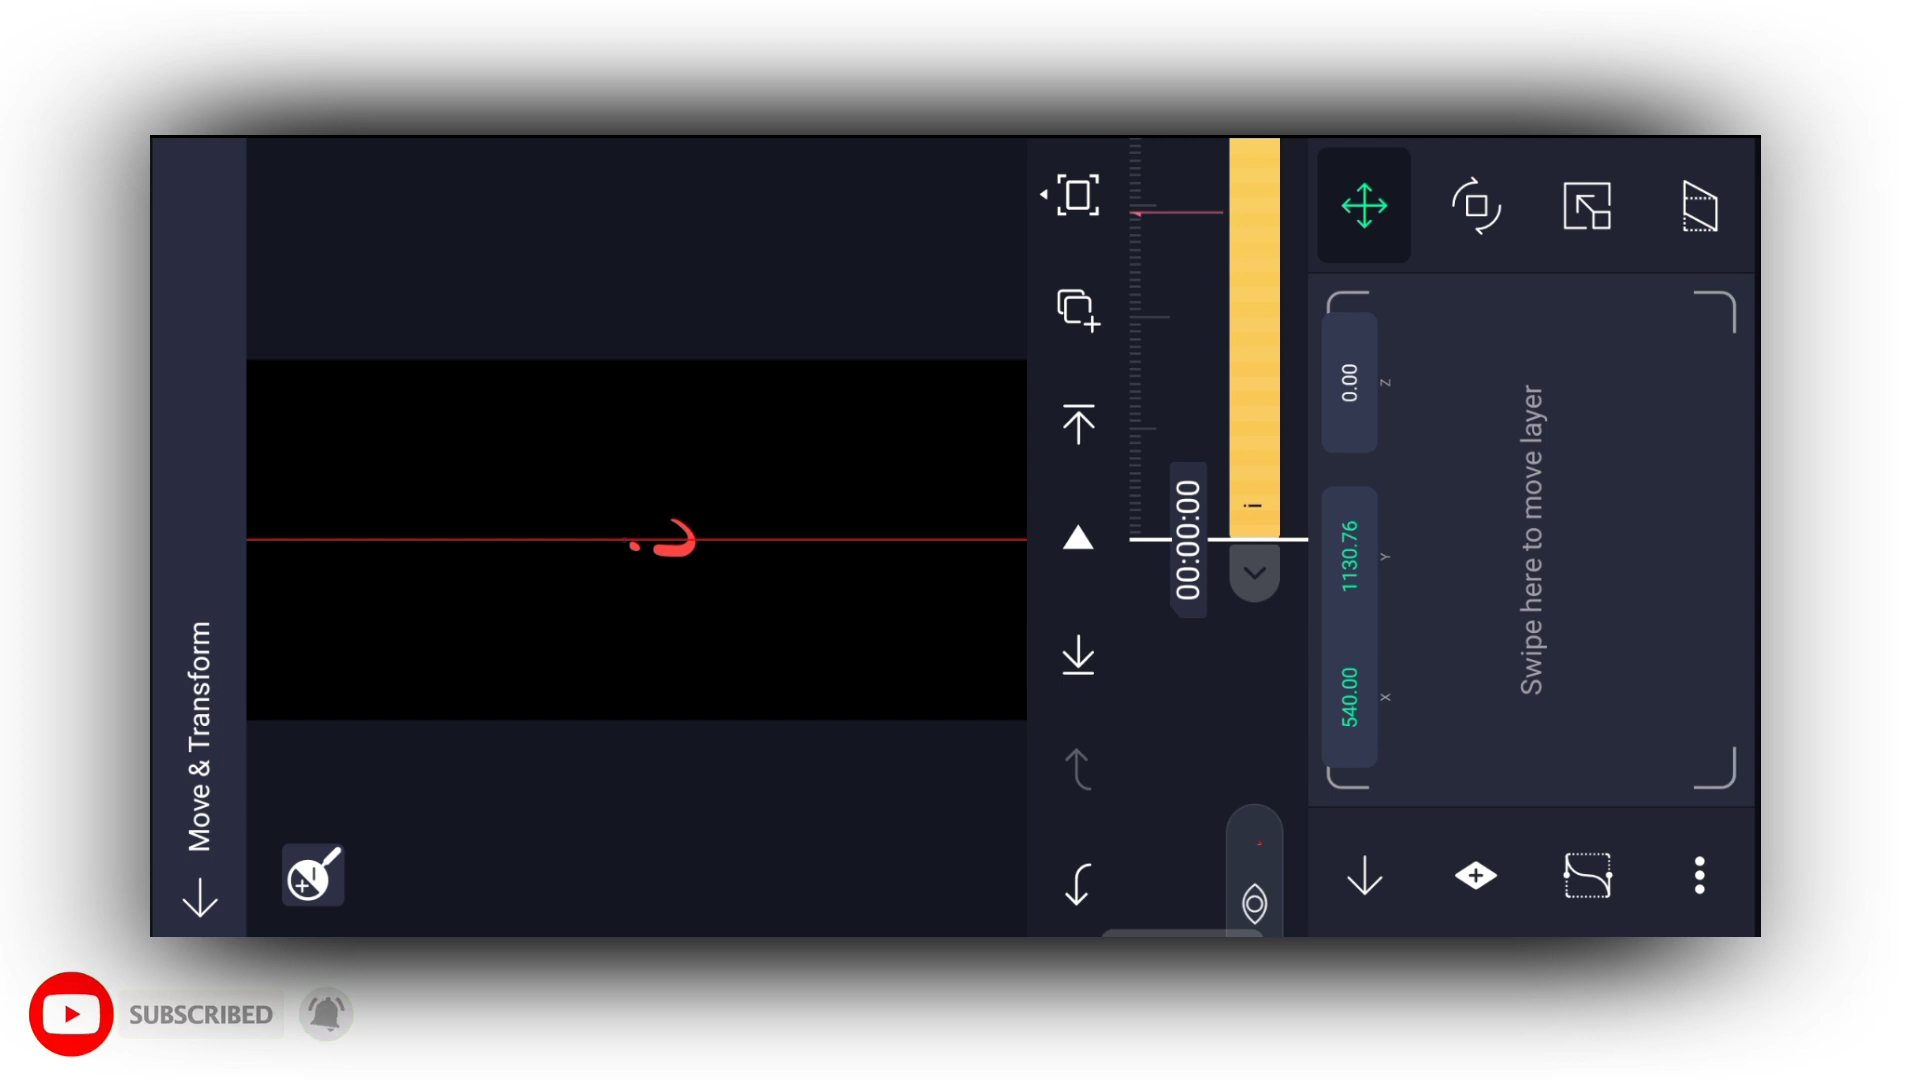 Move & Transform
00:00:00
i
540.00
X
1130.76
Y
0.00
Z
Swipe here to move layer
SUBSCRIBED